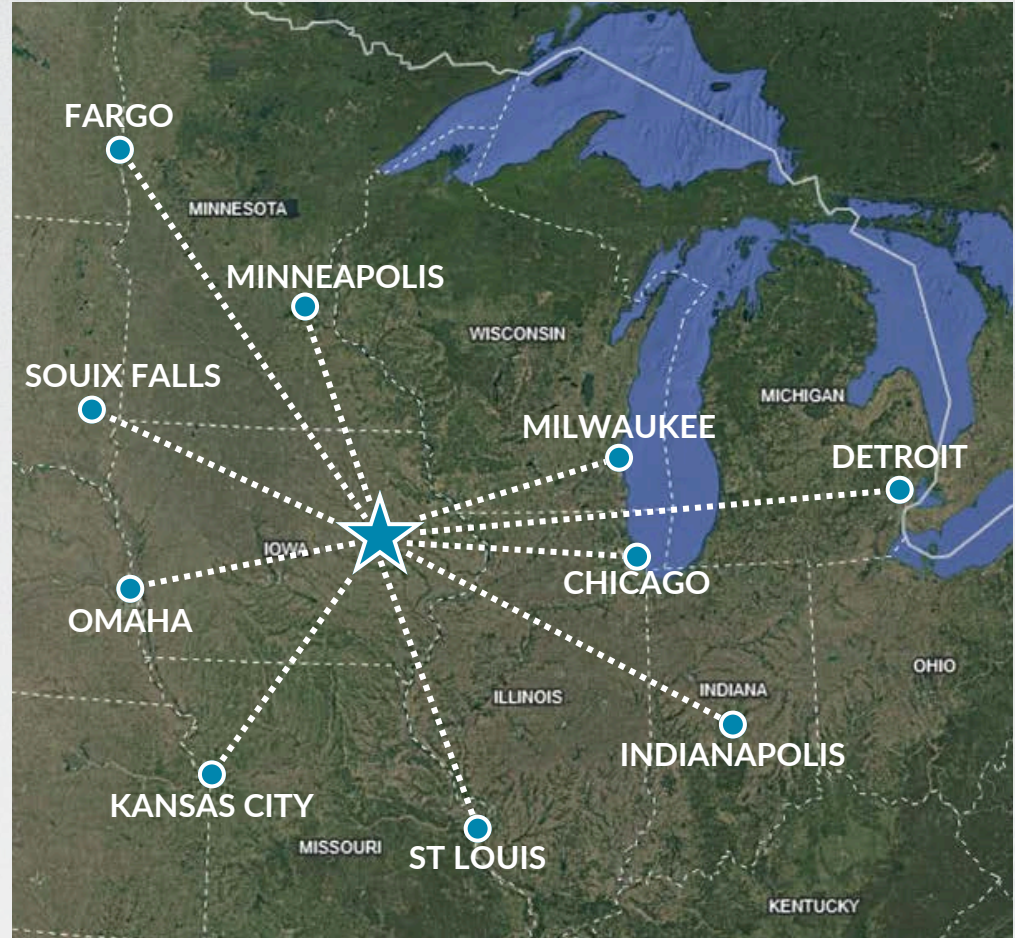 FARGO
MINNESOTA
MINNEAPOLIS
WISCONSIN
SOUIX FALLS
MICHIGAN
MILWAUKEE
DETROIT
IOWA
CHICAGO
OMAHA
OHIO
ILLINOIS
INDIANA
INDIANAPOLIS
KANSAS CITY
MISSOURI
ST LOUIS
KENTUCKY